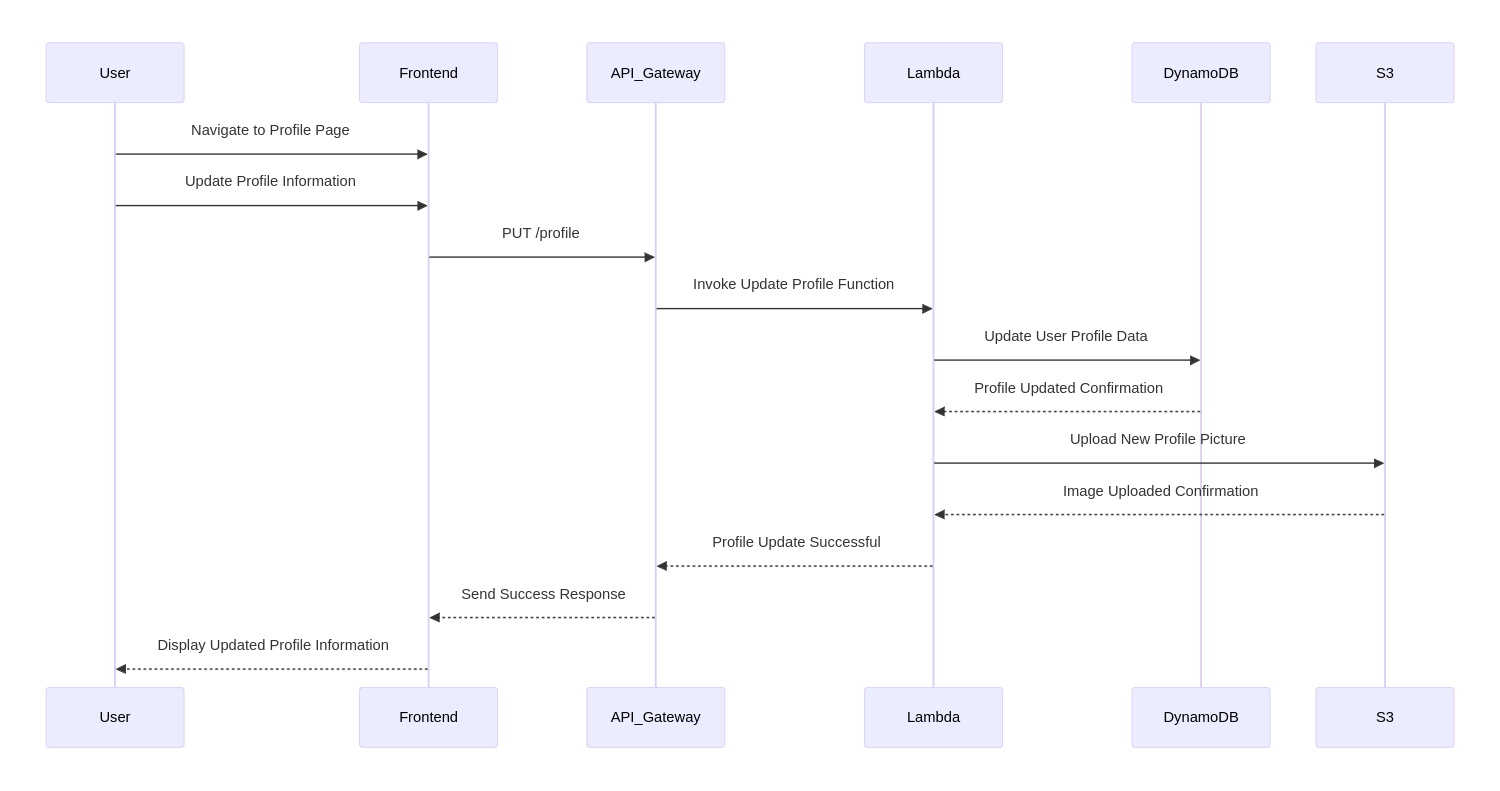 User
Frontend
API_Gateway
Lambda
DynamoDB
S3
Navigate to Profile Page
Update Profile Information
PUT /profile
Invoke Update Profile Function
Update User Profile Data
Profile Updated Confirmation
Upload New Profile Picture
Image Uploaded Confirmation
Profile Update Successful
Send Success Response
Display Updated Profile Information
User
Frontend
API_Gateway
Lambda
DynamoDB
S3